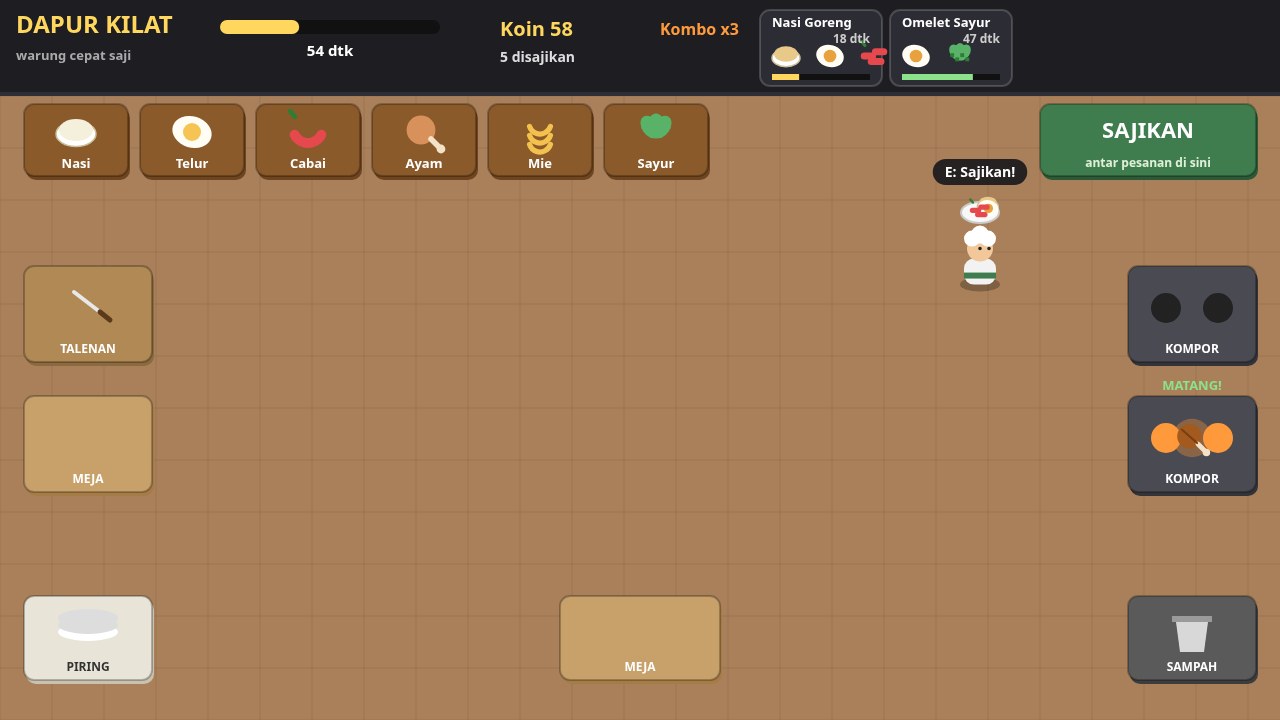 DAPUR KILAT
warung cepat saji
54 dtk
Koin 58
5 disajikan
Kombo x3
Nasi Goreng
18 dtk
Omelet Sayur
47 dtk
Nasi
Telur
Cabai
Ayam
Mie
Sayur
SAJIKAN
antar pesanan di sini
E: Sajikan!
TALENAN
KOMPOR
MATANG!
MEJA
KOMPOR
PIRING
MEJA
SAMPAH